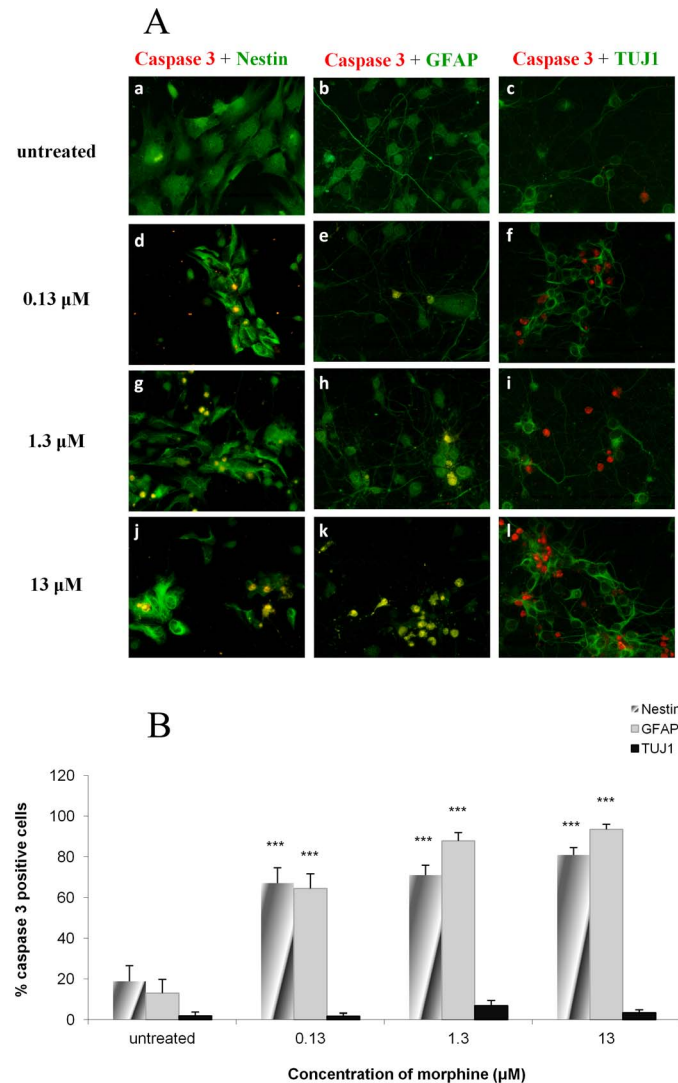 A
Caspase 3 + Nestin
Caspase 3 + GFAP
Caspase 3 + TUJ1
untreated
a
b
c
0.13 µM
d
e
f
1.3 µM
g
h
i
13 µM
j
k
l
B
Nestin
GFAP
TUJ1
% caspase 3 positive cells
120
100
80
60
40
20
0
*** ***
*** ***
*** ***
untreated
0.13
1.3
13
Concentration of morphine (µM)